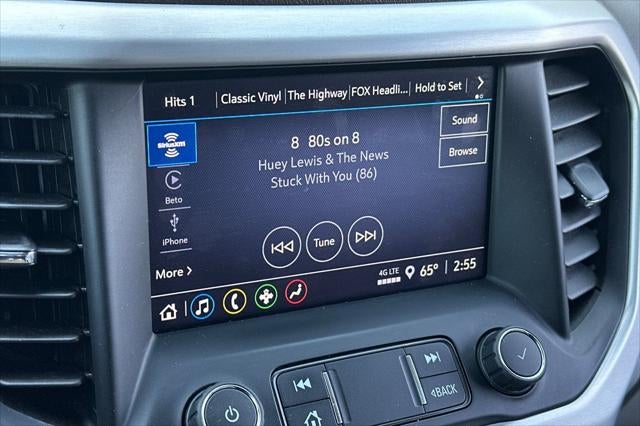 Hits 1 | Classic Vinyl | The Highway | FOX Headli... | Hold to Set
SiriusXM
8 80s on 8
Sound
Huey Lewis & The News
Browse
Stuck With You (86)
Beto
iPhone
Tune
More >
4G LTE
65° | 2:55
BACK